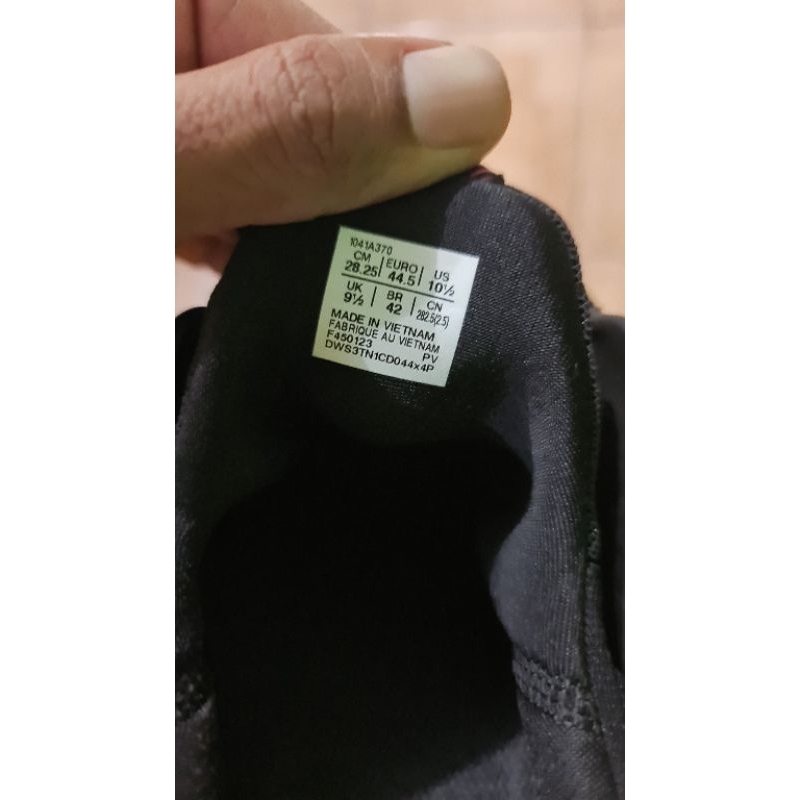 1041A370
CM EURO US
28.25 44.5 10½
UK BR CN
9½ 42 282.5(2.5)
MADE IN VIETNAM
FABRIQUE AU VIETNAM
F450123 PV
DWS3TN1CD044x4P